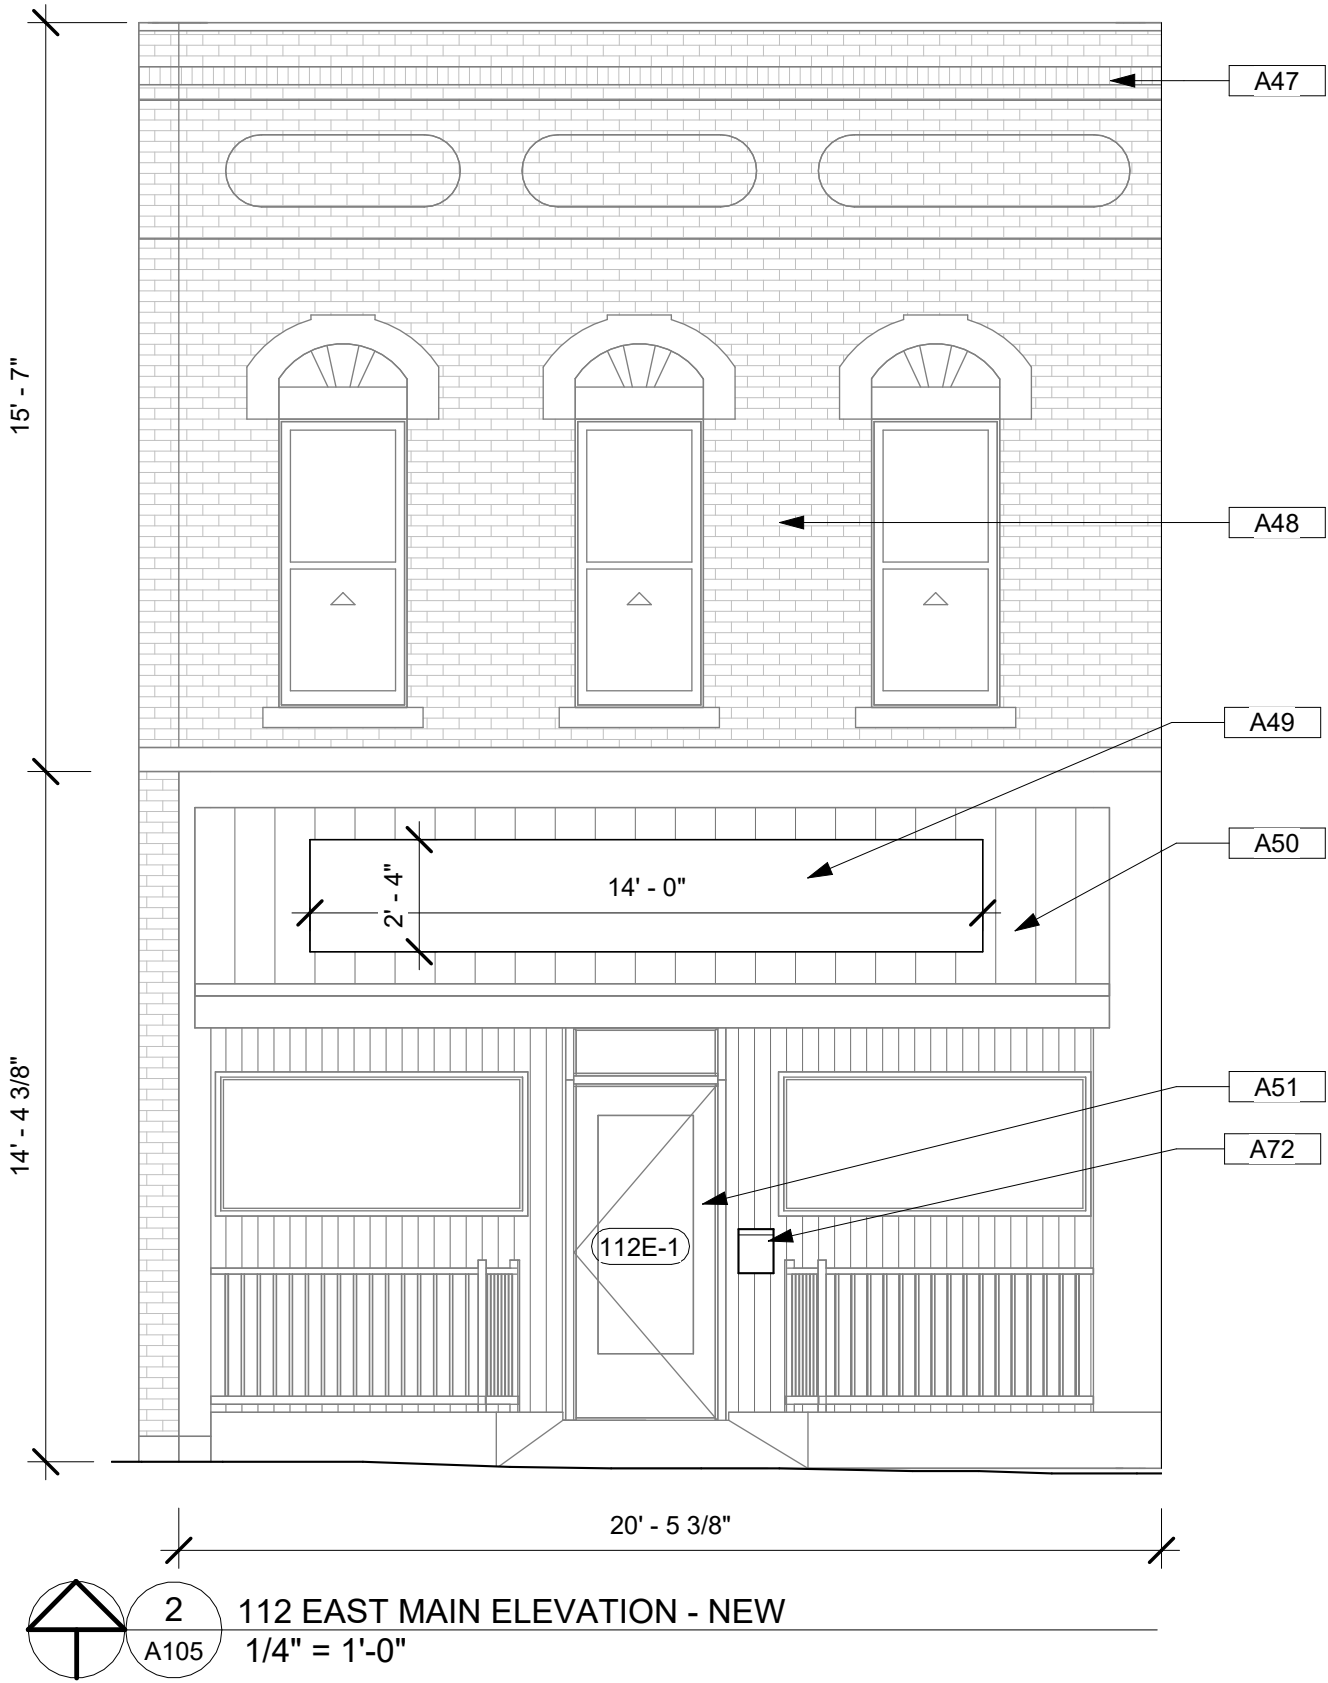 A47
15' - 7"
A48
A49
A50
2' - 4"
14' - 0"
14' - 4 3/8"
A51
A72
112E-1
20' - 5 3/8"
2
A105
112 EAST MAIN ELEVATION - NEW
1/4" = 1'-0"